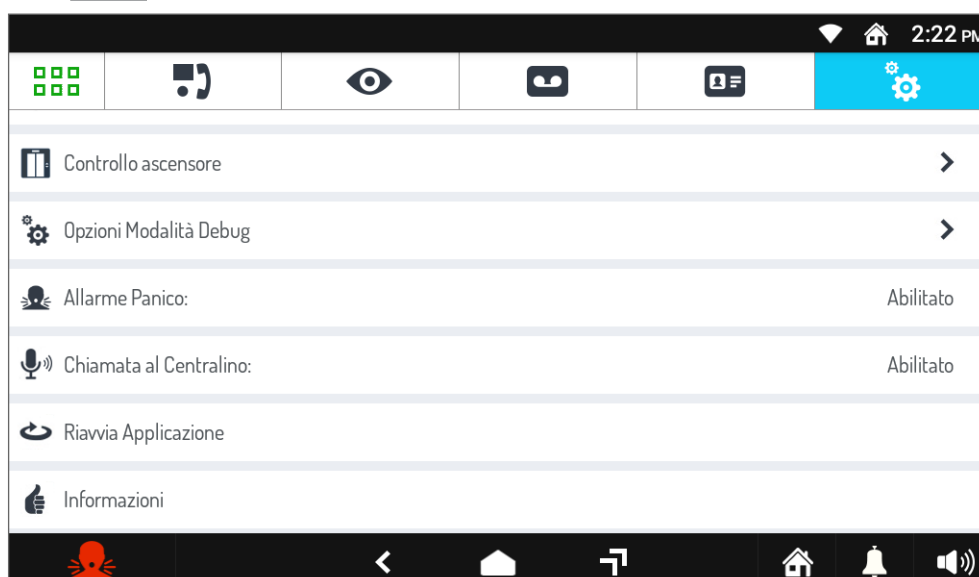 2:22 PM
Controllo ascensore
Opzioni Modalità Debug
Allarme Panico: Abilitato
Chiamata al Centralino: Abilitato
Riavvia Applicazione
Informazioni